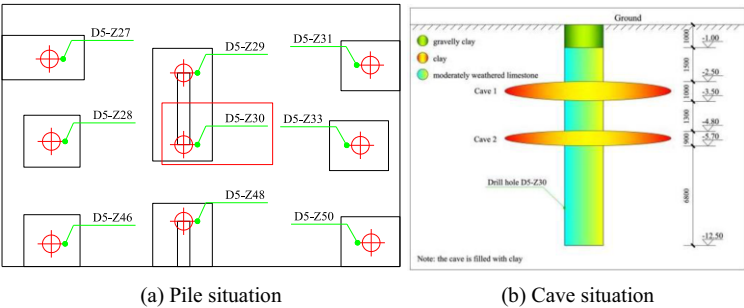 D5-Z27
D5-Z29
D5-Z31
D5-Z28
D5-Z30
D5-Z33
D5-Z46
D5-Z48
D5-Z50
(a) Pile situation
Ground
gravelly clay
clay
moderately weathered limestone
1000
-1.00
1500
-2.50
Cave 1
1000
-3.50
1300
-4.80
Cave 2
900
-5.70
Drill hole D5-Z30
6800
-12.50
Note: the cave is filled with clay
(b) Cave situation